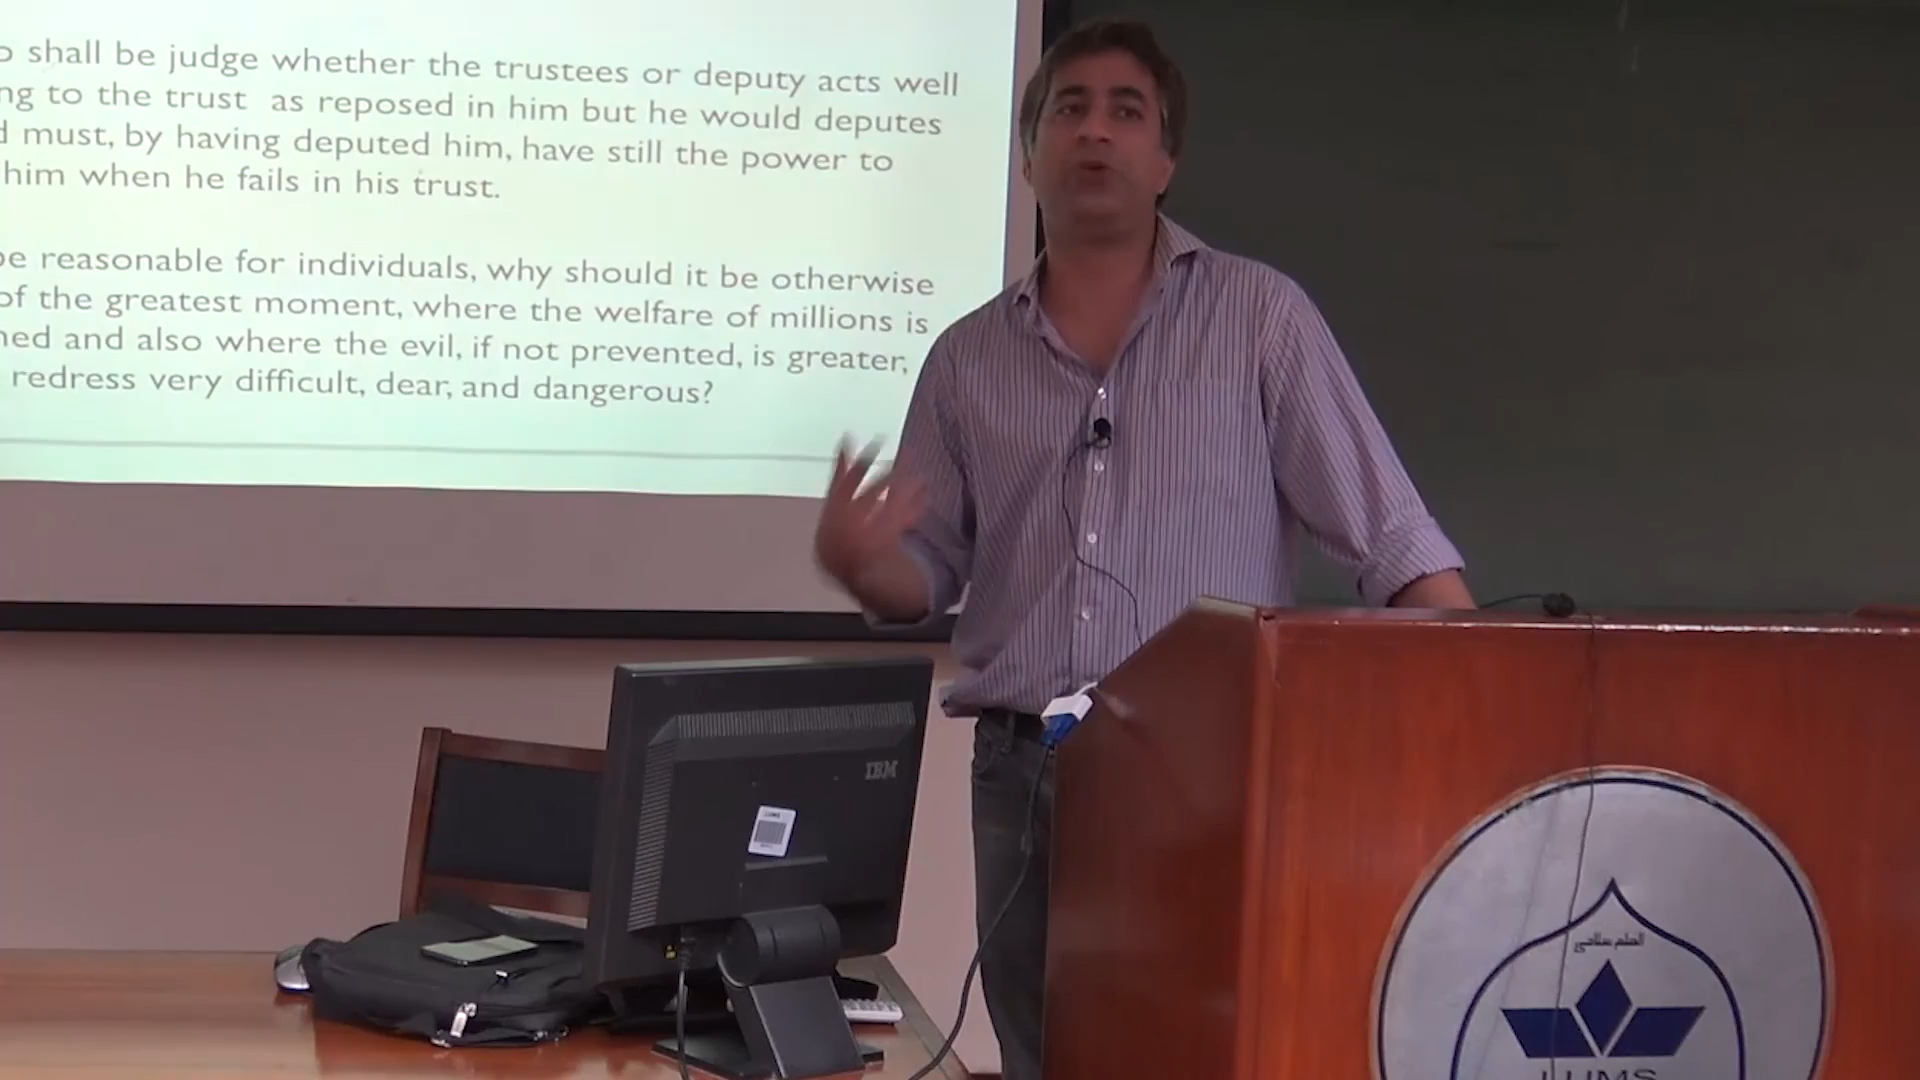 shall be judge whether the trustees or deputy acts well
ng to the trust as reposed in him but he would deputes
must, by having deputed him, have still the power to
him when he fails in his trust.
be reasonable for individuals, why should it be otherwise
of the greatest moment, where the welfare of millions is
ned and also where the evil, if not prevented, is greater,
redress very difficult, dear, and dangerous?
IBM
LUMS
العلم سلاحي
LUMS